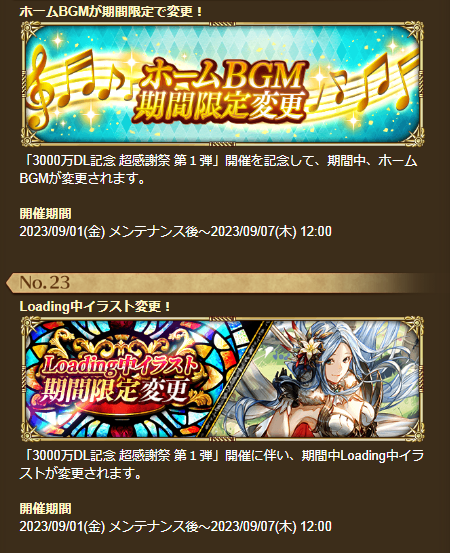 ホームBGMが期間限定で変更！
ホームBGM
期間限定変更
「3000万DL記念 超感謝祭 第１弾」開催を記念して、期間中、ホーム
BGMが変更されます。
開催期間
2023/09/01(金) メンテナンス後～2023/09/07(木) 12:00
No.23
Loading中イラスト変更！
Loading中イラスト
期間限定変更
「3000万DL記念 超感謝祭 第１弾」開催に伴い、期間中Loading中イラ
ストが変更されます。
開催期間
2023/09/01(金) メンテナンス後～2023/09/07(木) 12:00